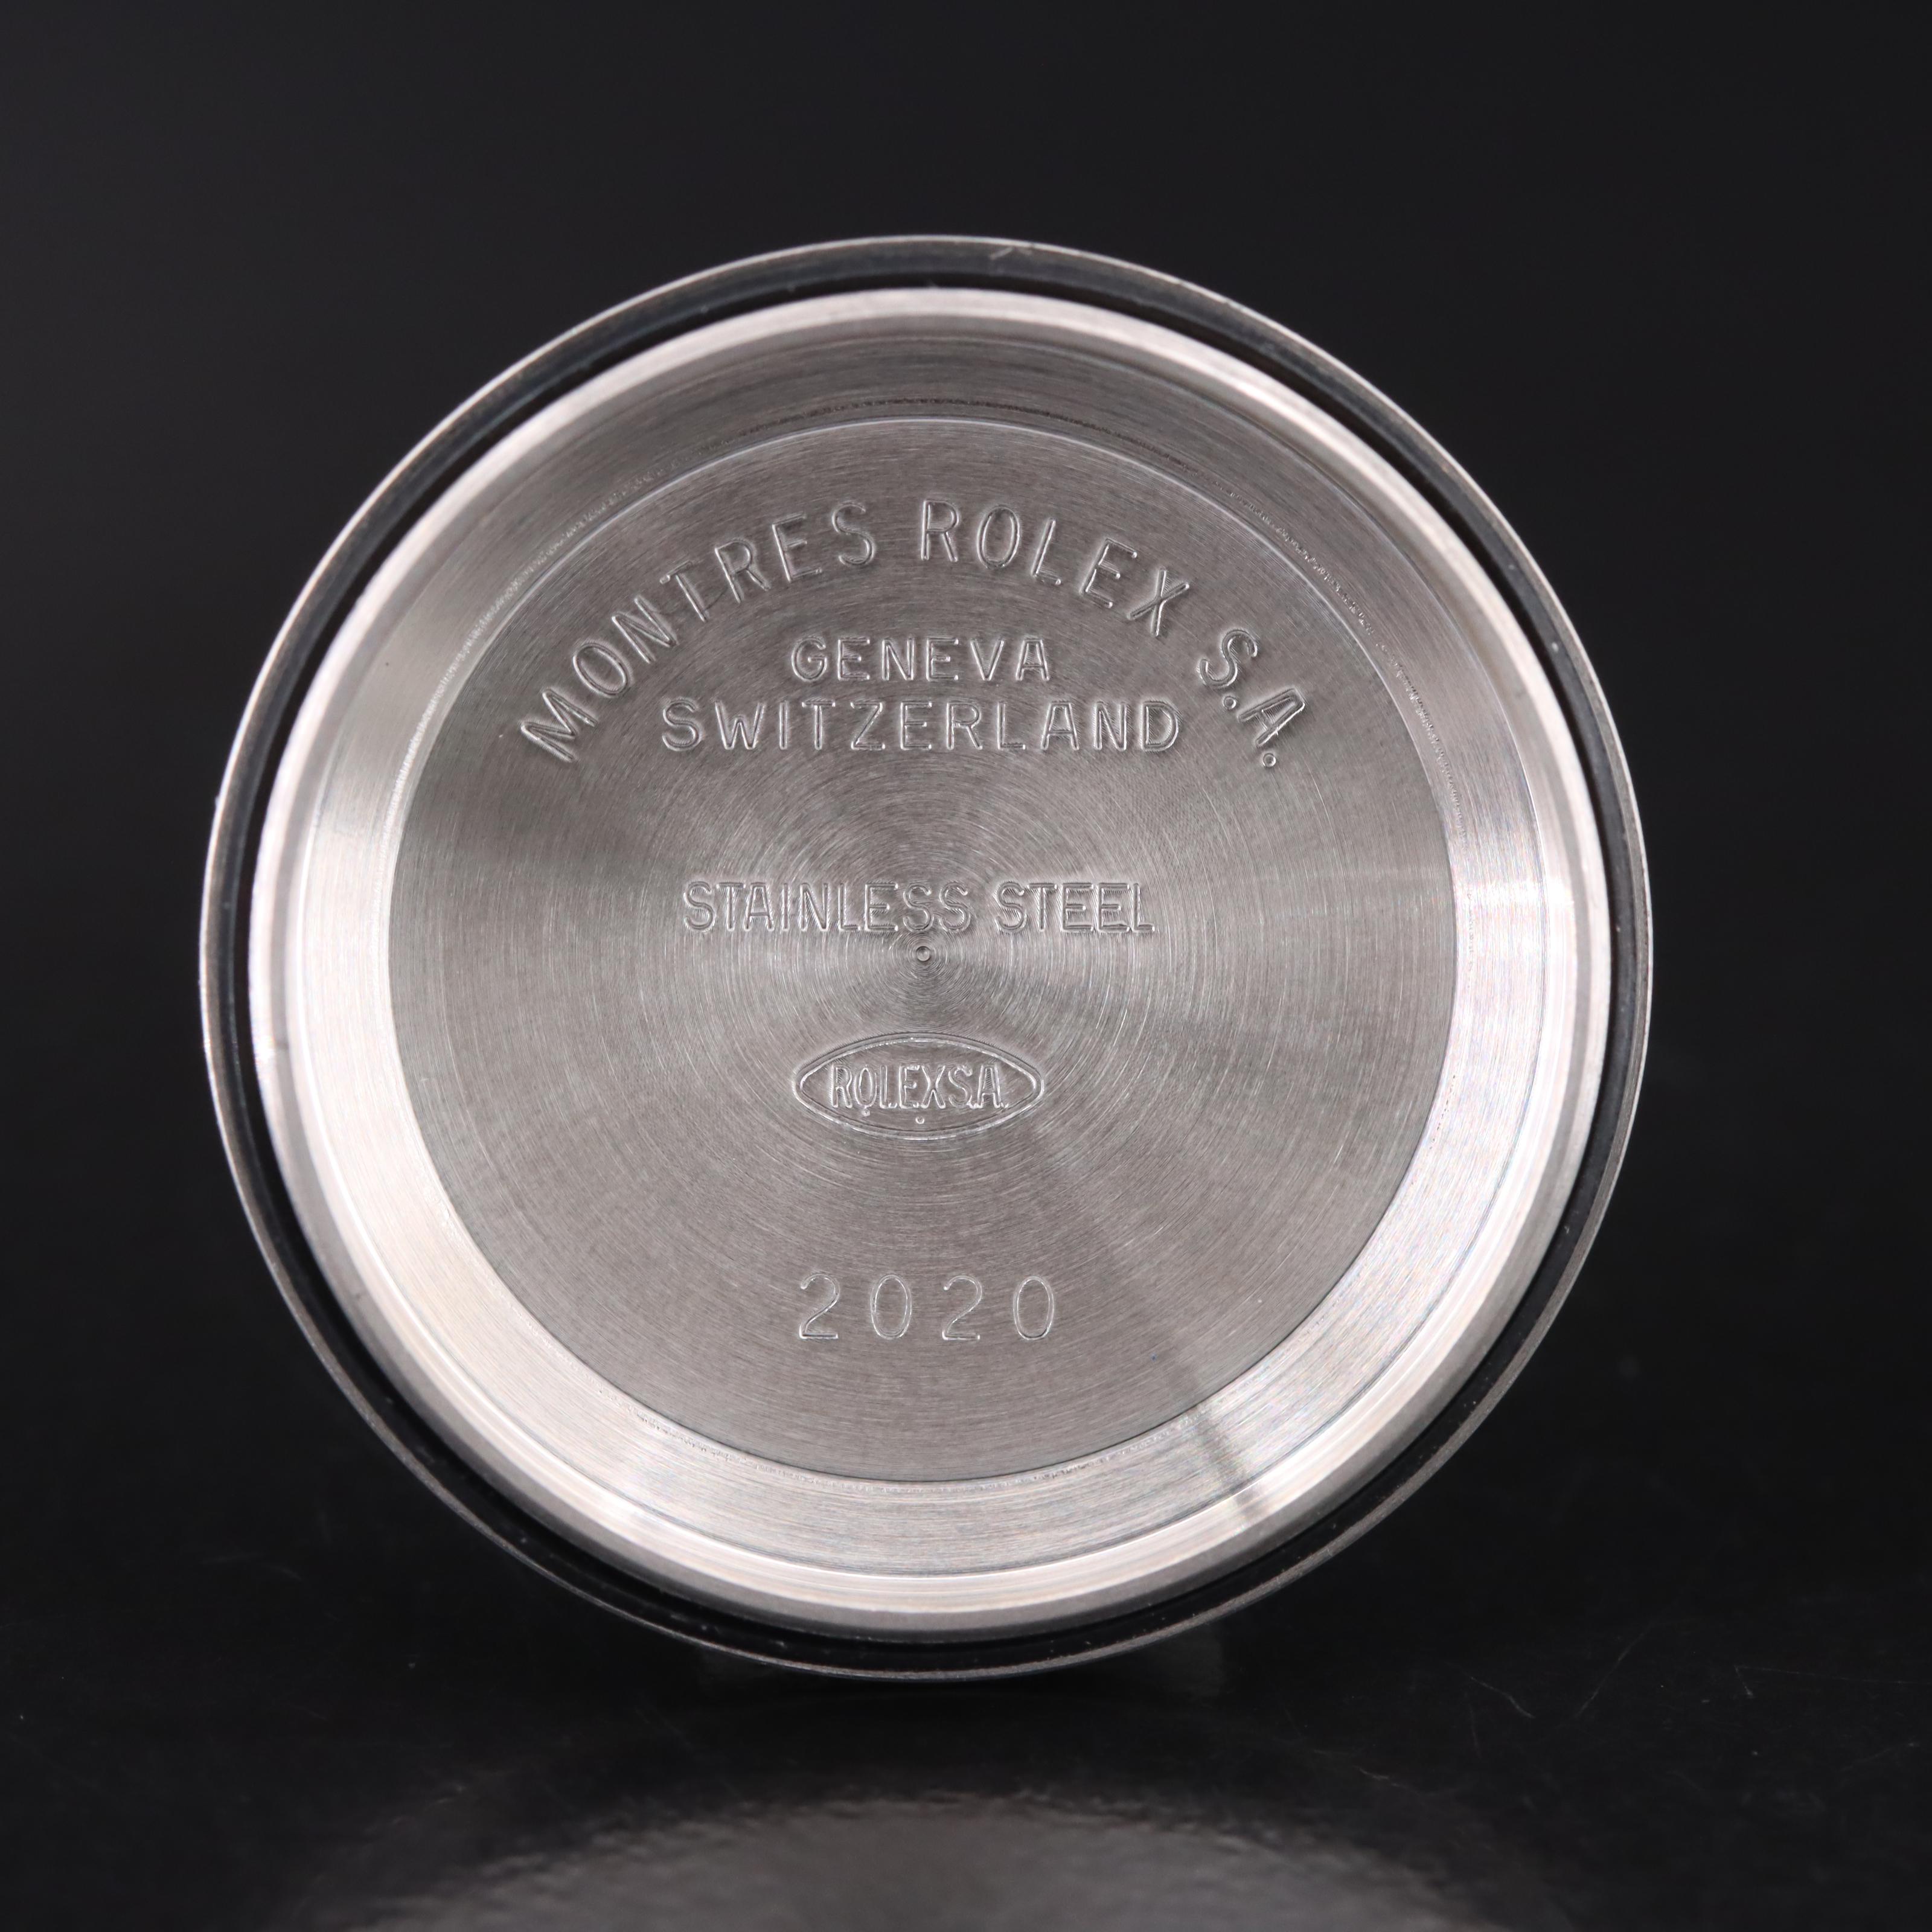 MONTRES ROLEX S.A.
GENEVA
SWITZERLAND
STAINLESS STEEL
ROLEX S.A.
2020